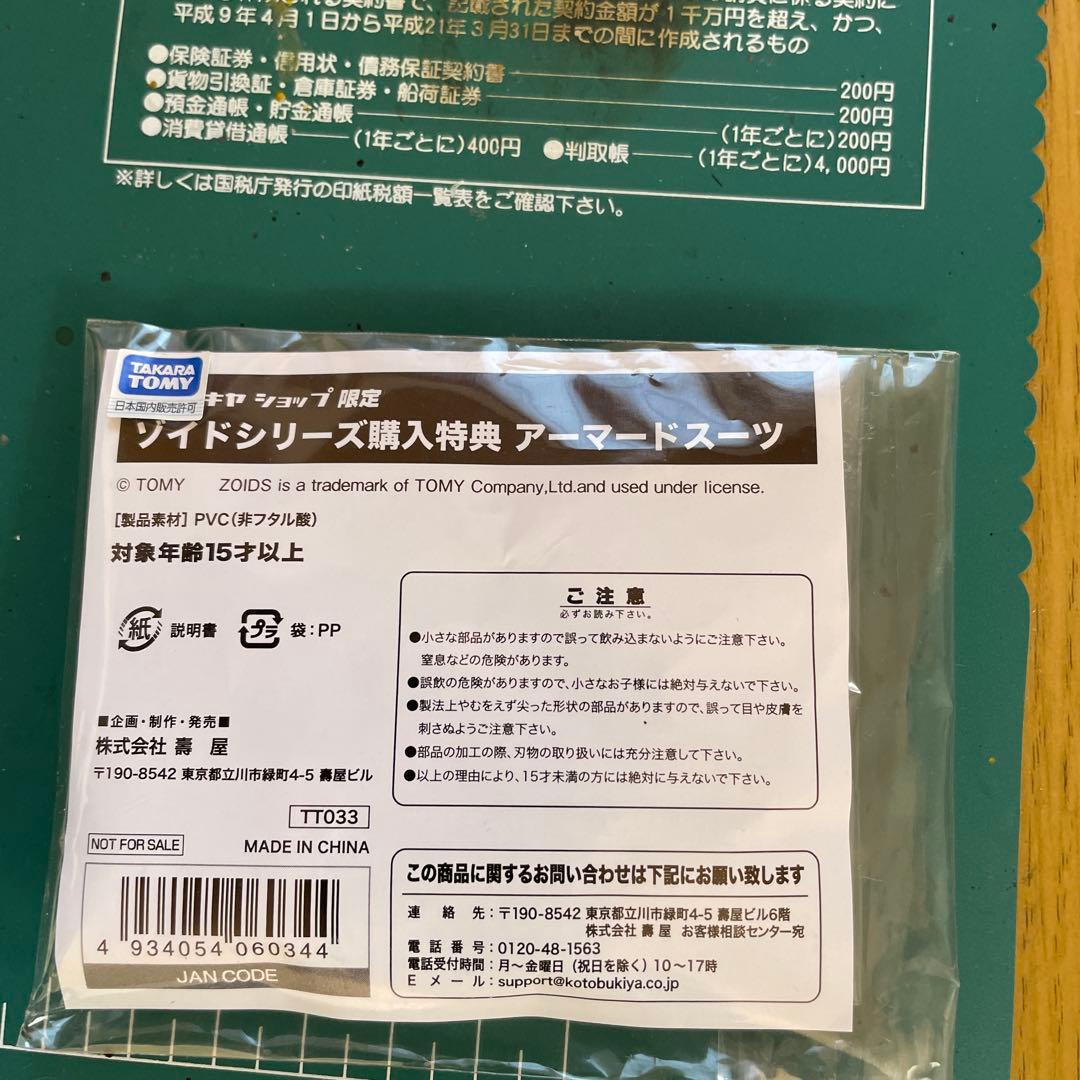 れる契約書で、記載された契約金額が1千万円を超え、かつ、
平成9年4月1日から平成21年3月31日までの間に作成されるもの
●保険証券・信用状・債務保証契約書 200円
●貨物引換証・倉庫証券・船荷証券 200円
●預金通帳・貯金通帳 (1年ごとに)200円
●消費貸借通帳 (1年ごとに)400円 ●判取帳 (1年ごとに)4,000円
※詳しくは国税庁発行の印紙税額一覧表をご確認下さい。
TAKARA
TOMY
日本国内販売許可
キヤ ショップ 限定
ゾイドシリーズ購入特典 アーマードスーツ
© TOMY ZOIDS is a trademark of TOMY Company,Ltd.and used under license.
[製品素材] PVC(非フタル酸)
対象年齢15才以上
紙 説明書 プラ 袋:PP
■企画・制作・発売■
株式会社 壽 屋
〒190-8542 東京都立川市緑町4-5 壽屋ビル
TT033
NOT FOR SALE MADE IN CHINA
4 934054 060344
JAN CODE
ご 注 意
必ずお読み下さい。
●小さな部品がありますので誤って飲み込まないようにご注意下さい。
窒息などの危険があります。
●誤飲の危険がありますので、小さなお子様には絶対与えないで下さい。
●製法上やむをえず尖った形状の部品がありますので、誤って目や皮膚を
刺さぬようご注意下さい。
●部品の加工の際、刃物の取り扱いには充分注意して下さい。
●以上の理由により、15才未満の方には絶対に与えないで下さい。
この商品に関するお問い合わせは下記にお願い致します
連 絡 先:〒190-8542 東京都立川市緑町4-5 壽屋ビル6階
株式会社 壽 屋 お客様相談センター宛
電 話 番 号:0120-48-1563
電話受付時間:月〜金曜日(祝日を除く)10〜17時
E メ ー ル:support@kotobukiya.co.jp